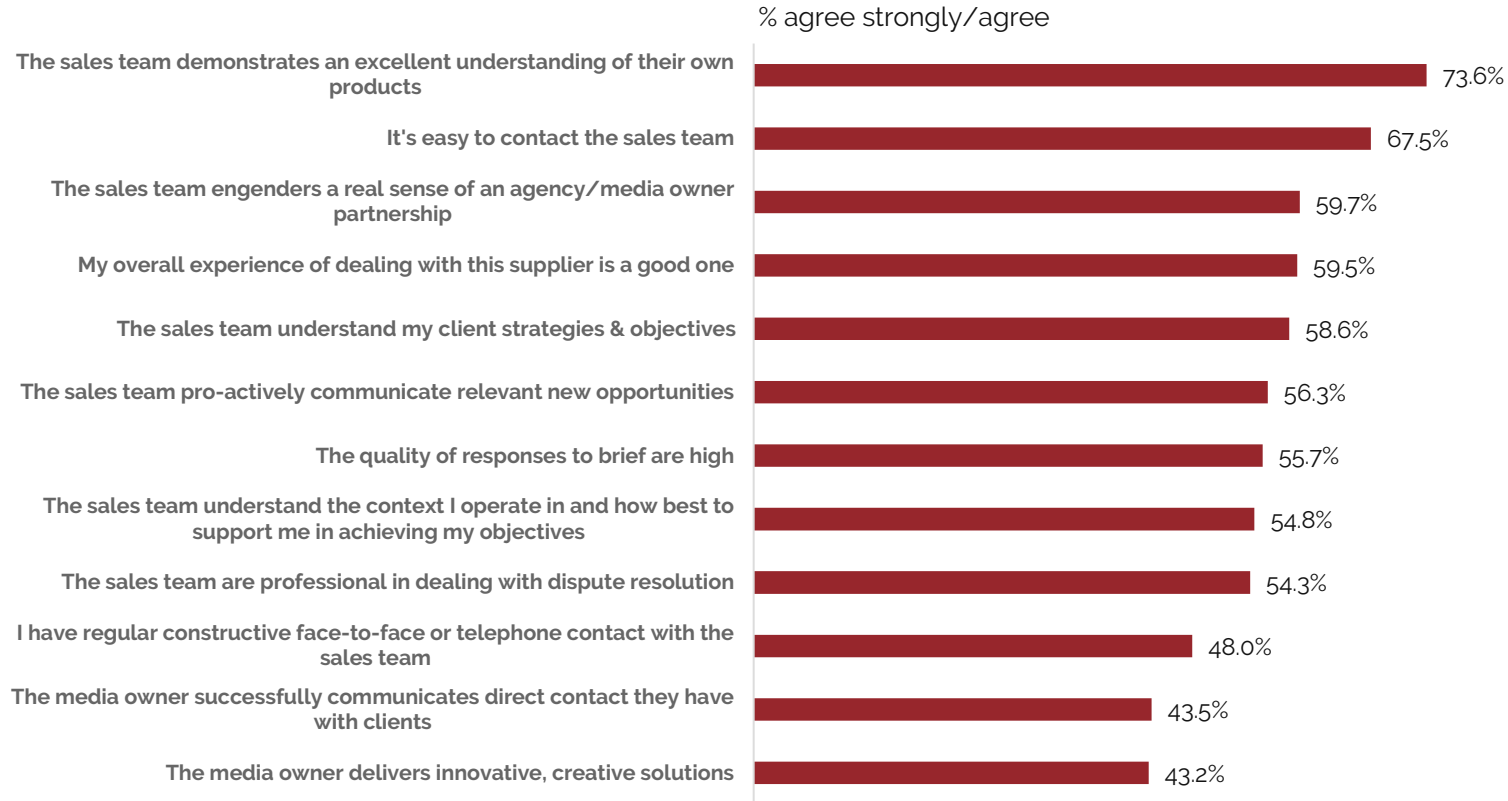 % agree strongly/agree
The sales team demonstrates an excellent understanding of their own
products
73.6%
It's easy to contact the sales team
67.5%
The sales team engenders a real sense of an agency/media owner
partnership
59.7%
My overall experience of dealing with this supplier is a good one
59.5%
The sales team understand my client strategies & objectives
58.6%
The sales team pro-actively communicate relevant new opportunities
56.3%
The quality of responses to brief are high
55.7%
The sales team understand the context I operate in and how best to
support me in achieving my objectives
54.8%
The sales team are professional in dealing with dispute resolution
54.3%
I have regular constructive face-to-face or telephone contact with the
sales team
48.0%
The media owner successfully communicates direct contact they have
with clients
43.5%
The media owner delivers innovative, creative solutions
43.2%